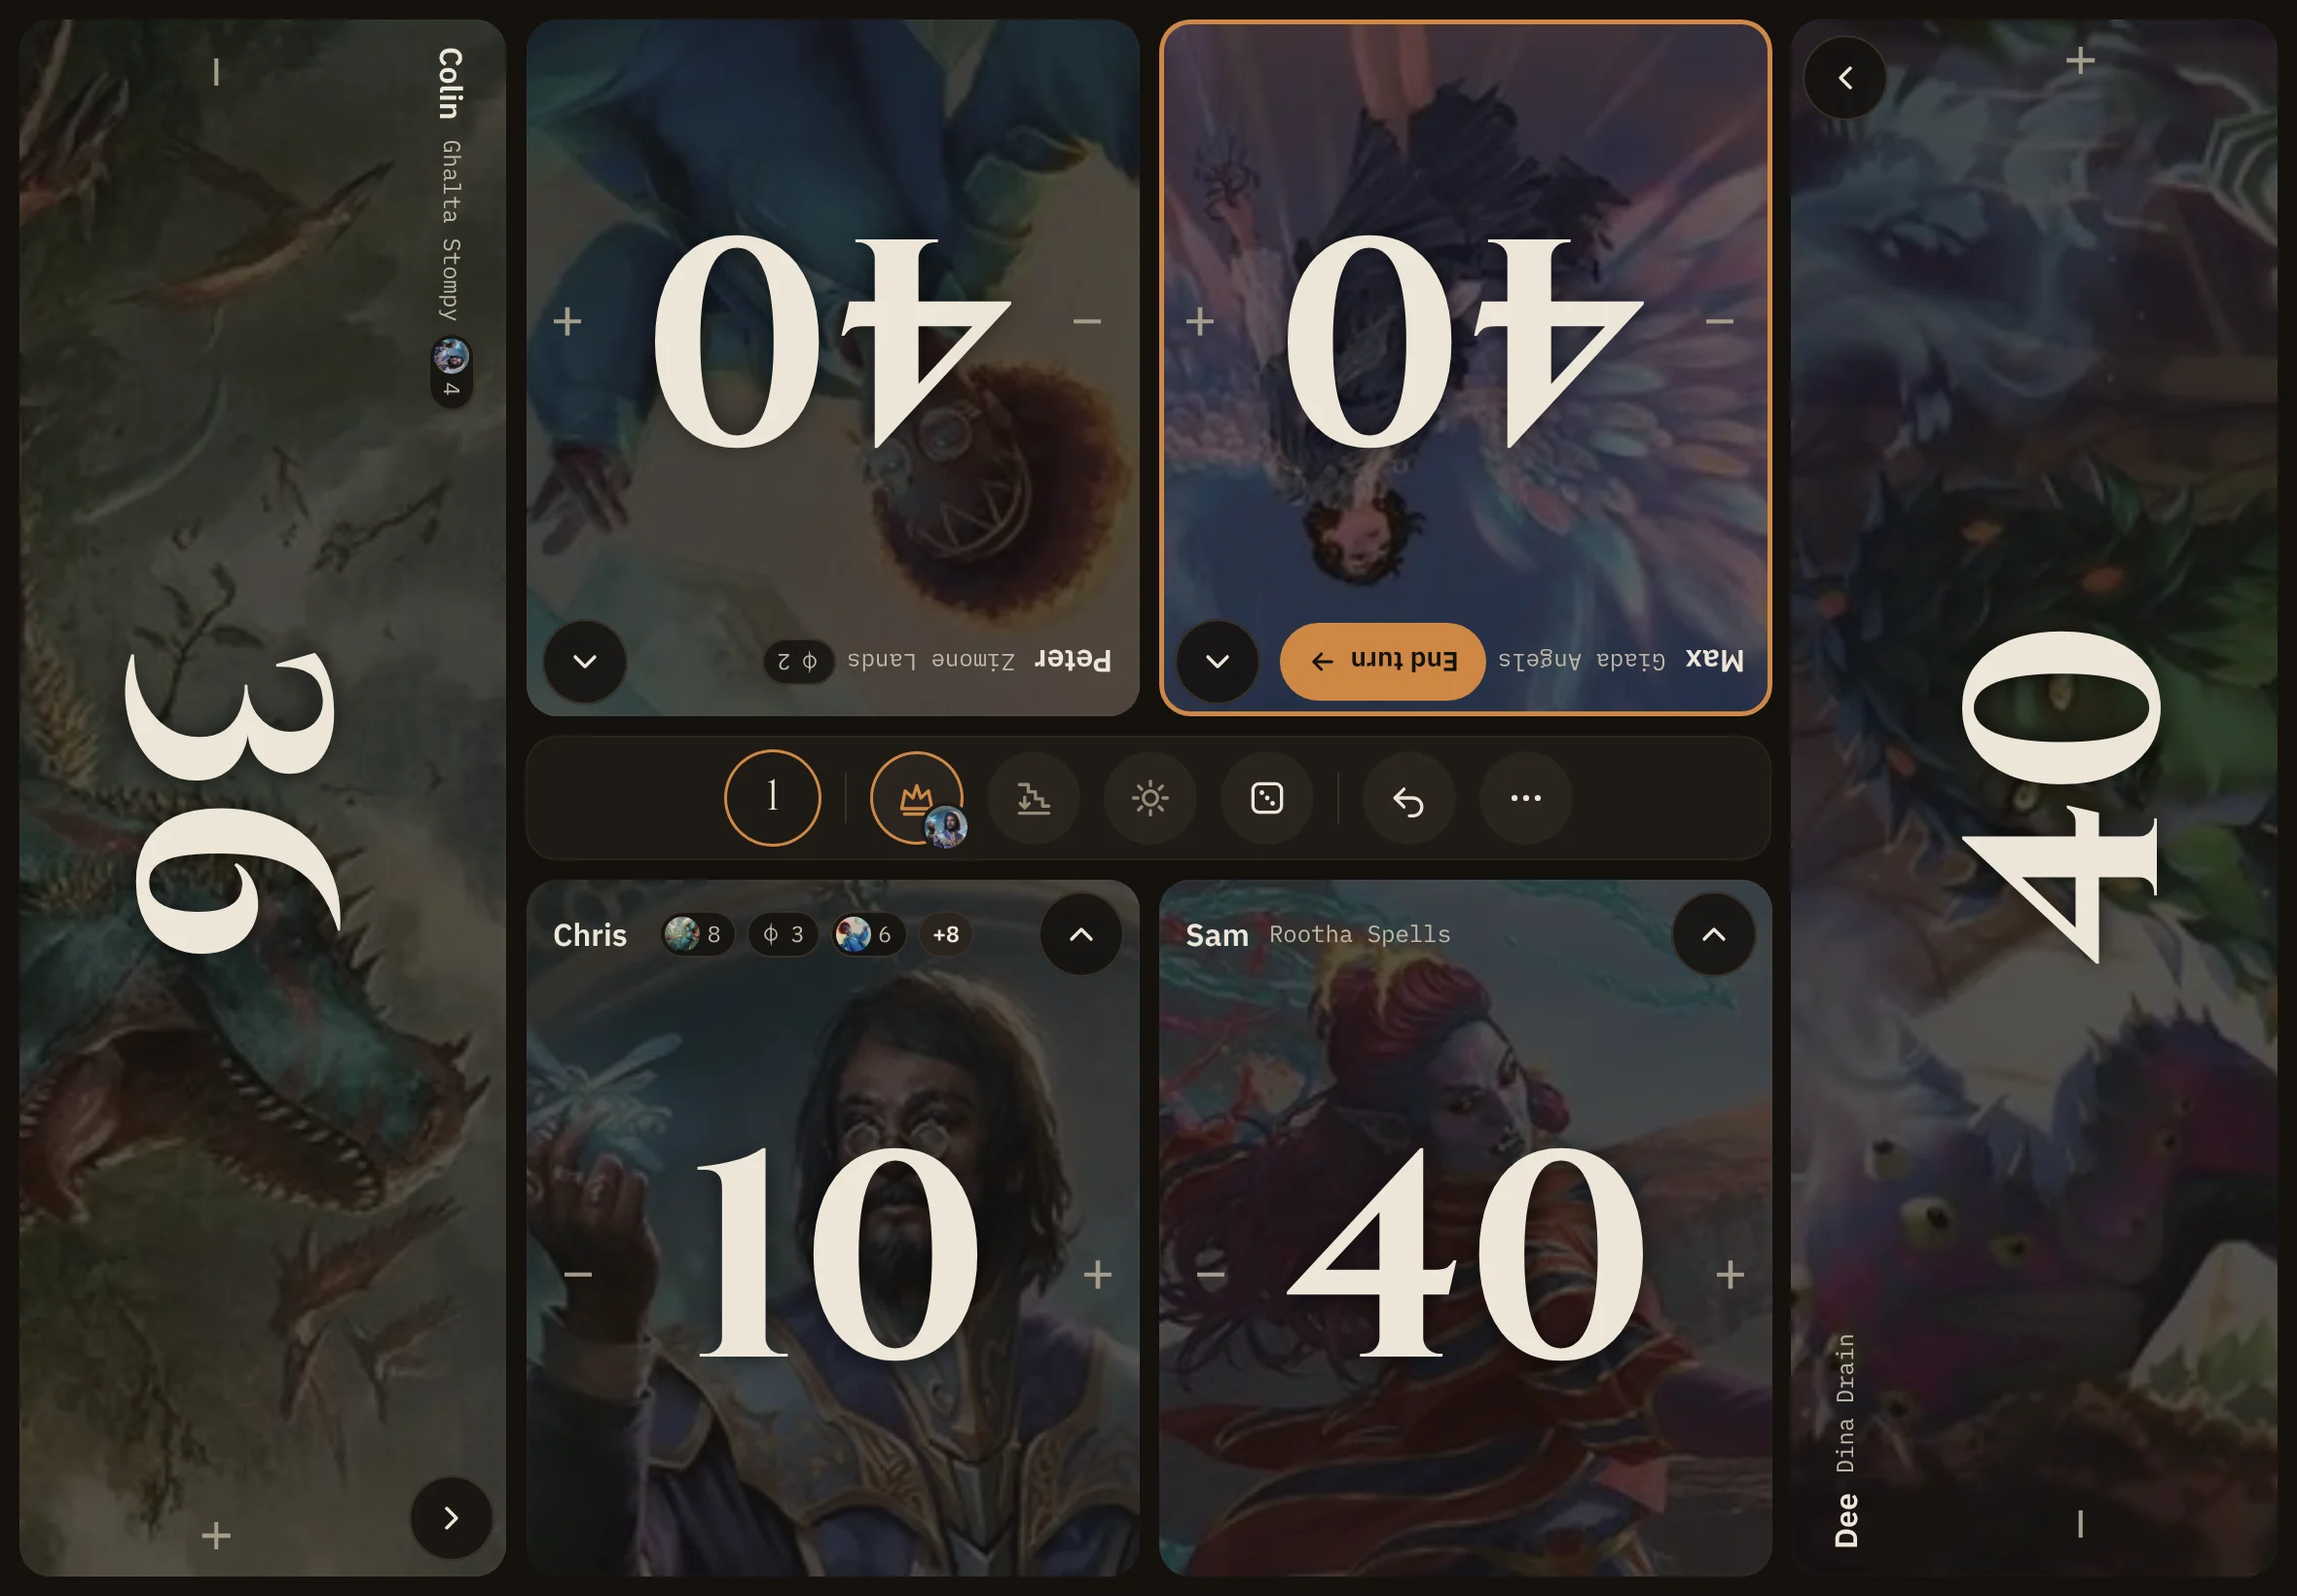 Colin Ghalta Stompy 4
36
40
Peter Zimone Lands ϕ 2
40
Max Giada Angels End turn →
1
Chris 8 ϕ 3 6 +8
10
Sam Rootha Spells
40
Dee Dina Drain
40